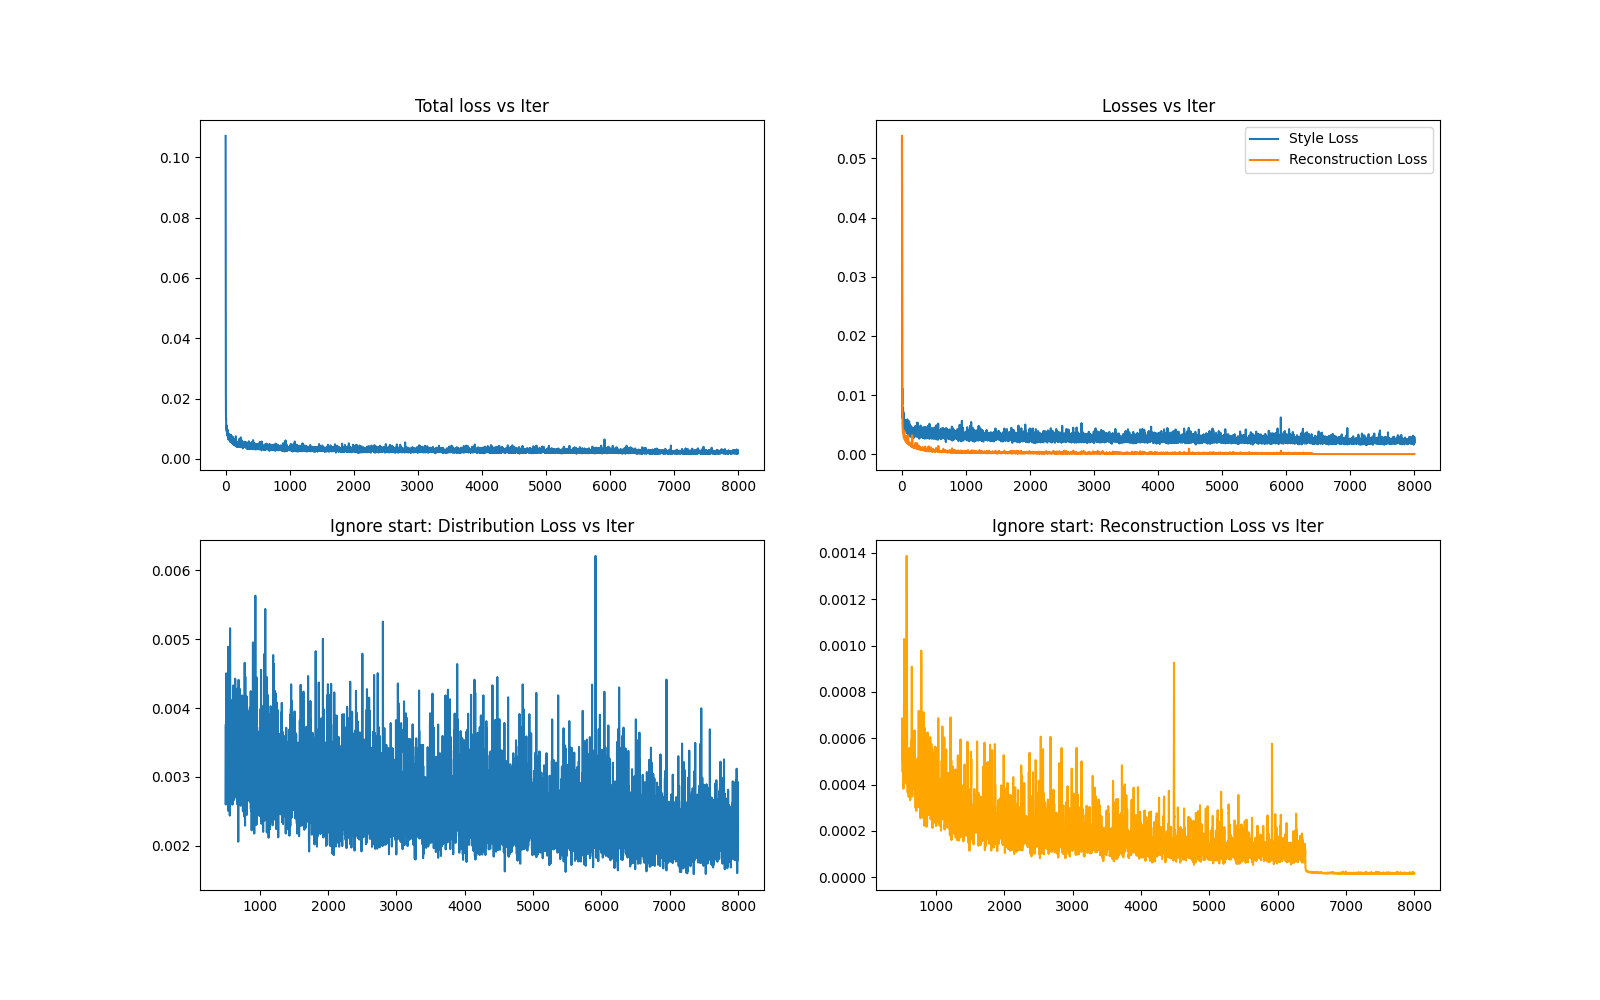 Total loss vs Iter
0.10
0.08
0.06
0.04
0.02
0.00
0 1000 2000 3000 4000 5000 6000 7000 8000
Losses vs Iter
Style Loss
Reconstruction Loss
0.05
0.04
0.03
0.02
0.01
0.00
0 1000 2000 3000 4000 5000 6000 7000 8000
Ignore start: Distribution Loss vs Iter
0.006
0.005
0.004
0.003
0.002
1000 2000 3000 4000 5000 6000 7000 8000
Ignore start: Reconstruction Loss vs Iter
0.0014
0.0012
0.0010
0.0008
0.0006
0.0004
0.0002
0.0000
1000 2000 3000 4000 5000 6000 7000 8000